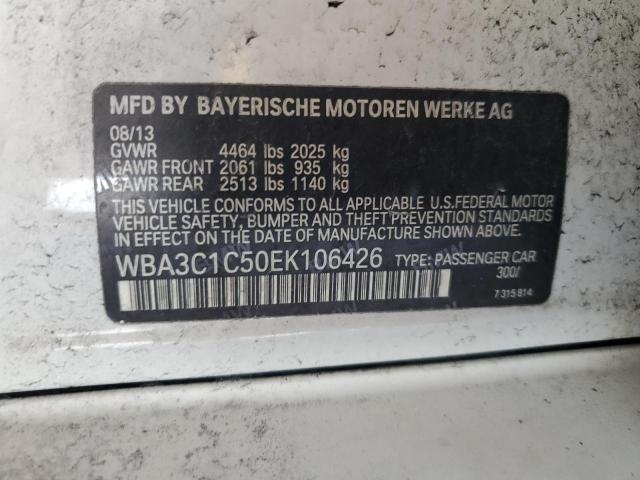 MFD BY BAYERISCHE MOTOREN WERKE AG
08/13
GVWR 4464 lbs 2025 kg
GAWR FRONT 2061 lbs 935 kg
GAWR REAR 2513 lbs 1140 kg
THIS VEHICLE CONFORMS TO ALL APPLICABLE U.S.FEDERAL MOTOR
VEHICLE SAFETY, BUMPER AND THEFT PREVENTION STANDARDS
IN EFFECT ON THE DATE OF MANUFACTURE SHOWN ABOVE.
WBA3C1C50EK106426 TYPE: PASSENGER CAR
300/
7 315 814